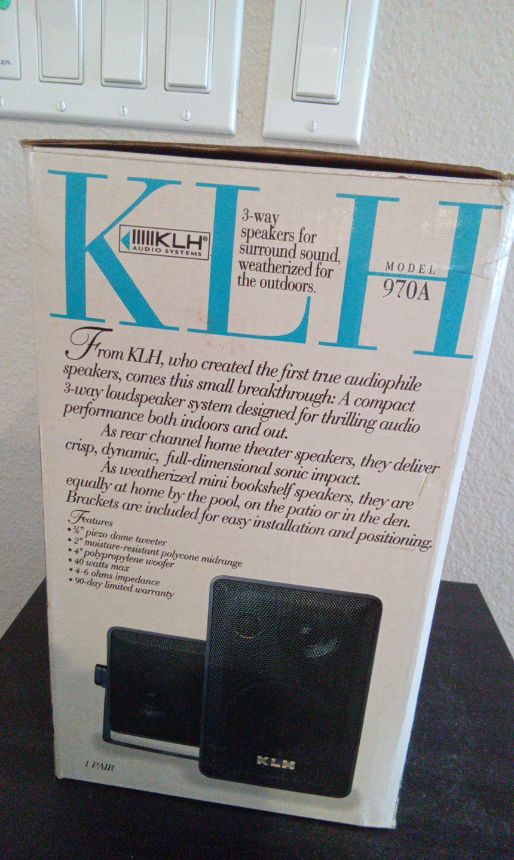 KLH
KLH®
AUDIO SYSTEMS
3-way
speakers for
surround sound,
weatherized for
the outdoors.
MODEL
970A
From KLH, who created the first true audiophile
speakers, comes this small breakthrough: A compact
3-way loudspeaker system designed for thrilling audio
performance both indoors and out.
As rear channel home theater speakers, they deliver
crisp, dynamic, full-dimensional sonic impact.
As weatherized mini bookshelf speakers, they are
equally at home by the pool, on the patio or in the den.
Brackets are included for easy installation and positioning.
Features
• ¾" piezo dome tweeter
• 2" moisture-resistant polycone midrange
• 4" polypropylene woofer
• 40 watts max
• 4-6 ohms impedance
• 90-day limited warranty
KLH
1 PAIR